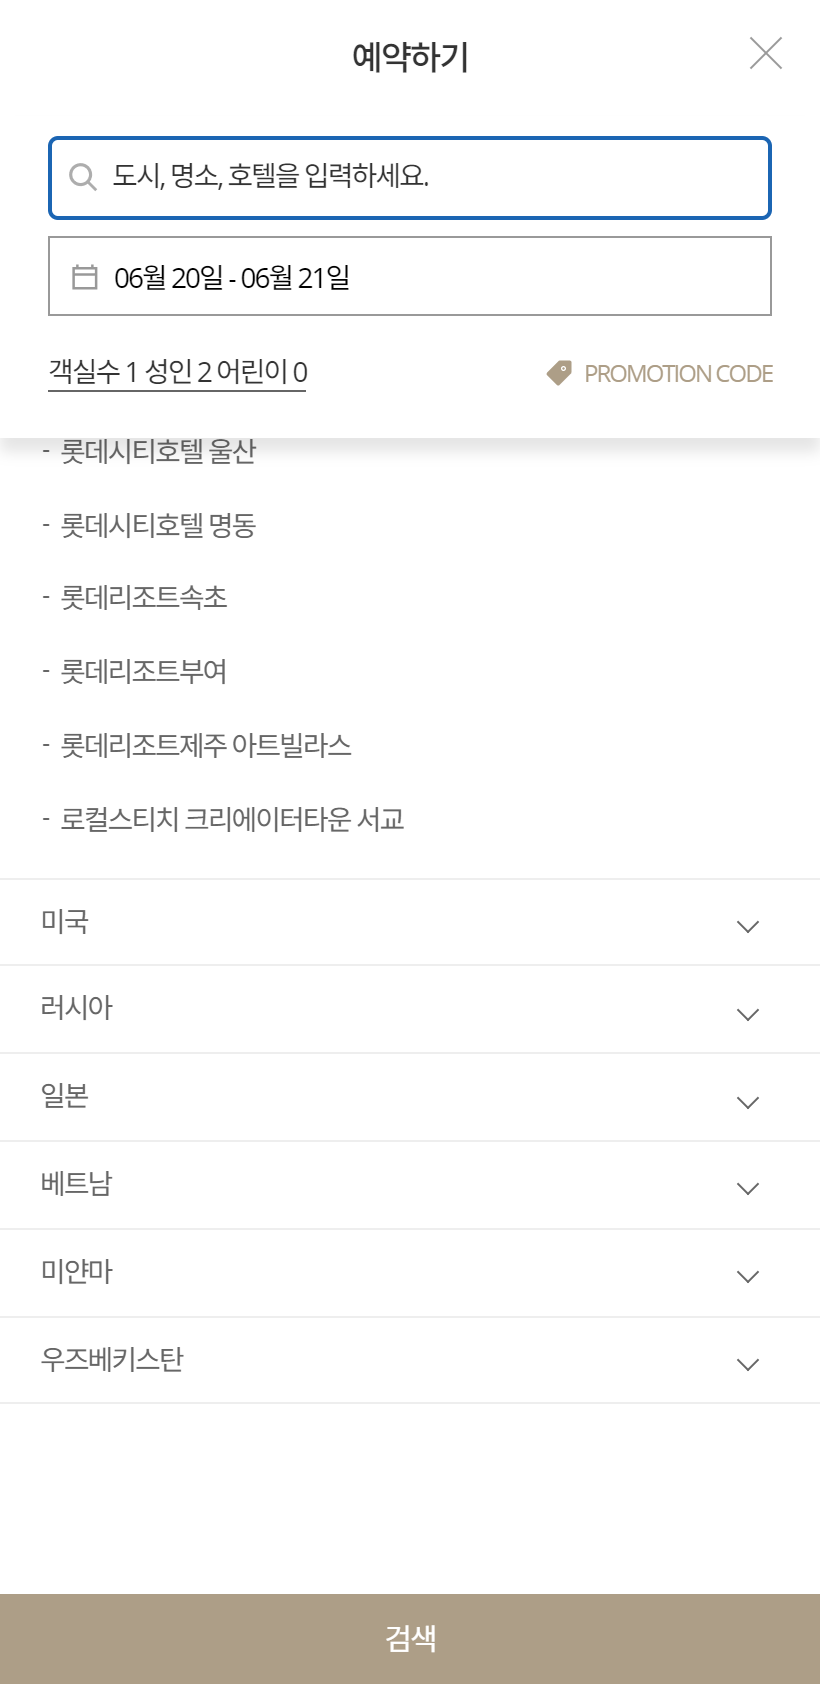 예약하기
도시, 명소, 호텔을 입력하세요.
06월 20일 - 06월 21일
객실수 1 성인 2 어린이 0
PROMOTION CODE
- 롯데시티호텔 울산
- 롯데시티호텔 명동
- 롯데리조트속초
- 롯데리조트부여
- 롯데리조트제주 아트빌라스
- 로컬스티치 크리에이터타운 서교
미국
러시아
일본
베트남
미얀마
우즈베키스탄
검색